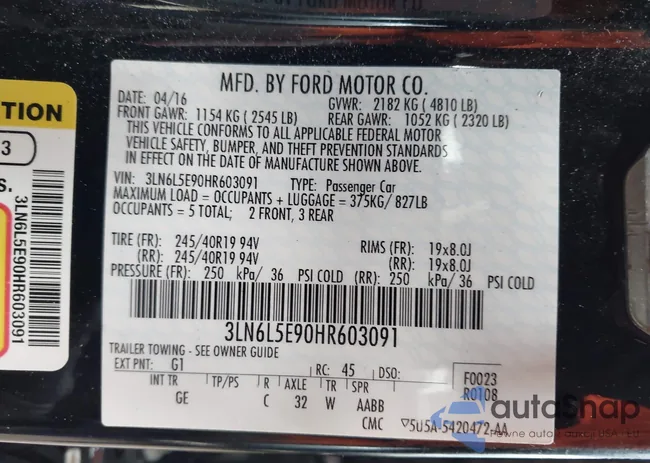 MFD. BY FORD MOTOR CO.
DATE: 04/16 GVWR: 2182 KG ( 4810 LB)
FRONT GAWR: 1154 KG ( 2545 LB) REAR GAWR: 1052 KG ( 2320 LB)
THIS VEHICLE CONFORMS TO ALL APPLICABLE FEDERAL MOTOR
VEHICLE SAFETY, BUMPER, AND THEFT PREVENTION STANDARDS
IN EFFECT ON THE DATE OF MANUFACTURE SHOWN ABOVE.
VIN: 3LN6L5E90HR603091 TYPE: Passenger Car
MAXIMUM LOAD = OCCUPANTS + LUGGAGE = 375KG/ 827LB
OCCUPANTS = 5 TOTAL; 2 FRONT, 3 REAR
TIRE (FR): 245/40R19 94V RIMS (FR): 19x8.0J
(RR): 245/40R19 94V (RR): 19x8.0J
PRESSURE (FR): 250 kPa/ 36 PSI COLD (RR): 250 kPa/ 36 PSI COLD
3LN6L5E90HR603091
TRAILER TOWING - SEE OWNER GUIDE
EXT PNT: G1 RC: 45 DSO: F0023
R0108
INT TR TP/PS R AXLE TR SPR
GE C 32 W AABB
CMC ▽5U5A-5420472-AA
TION
3
S.
3LN6L5E90HR603091
autoSnap